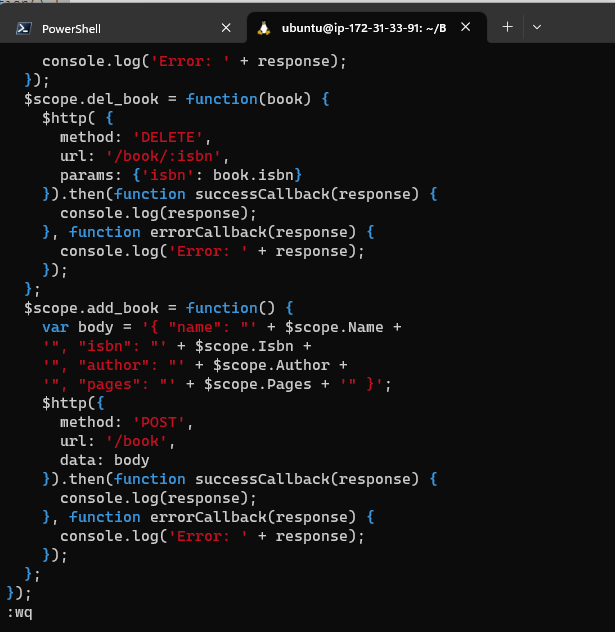 PowerShell
ubuntu@ip-172-31-33-91: ~/B
    console.log('Error: ' + response);
  });
  $scope.del_book = function(book) {
    $http( {
      method: 'DELETE',
      url: '/book/:isbn',
      params: {'isbn': book.isbn}
    }).then(function successCallback(response) {
      console.log(response);
    }, function errorCallback(response) {
      console.log('Error: ' + response);
    });
  };
  $scope.add_book = function() {
    var body = '{ "name": "' + $scope.Name +
    '", "isbn": "' + $scope.Isbn +
    '", "author": "' + $scope.Author +
    '", "pages": "' + $scope.Pages + '" }';
    $http({
      method: 'POST',
      url: '/book',
      data: body
    }).then(function successCallback(response) {
      console.log(response);
    }, function errorCallback(response) {
      console.log('Error: ' + response);
    });
  };
});
:wq